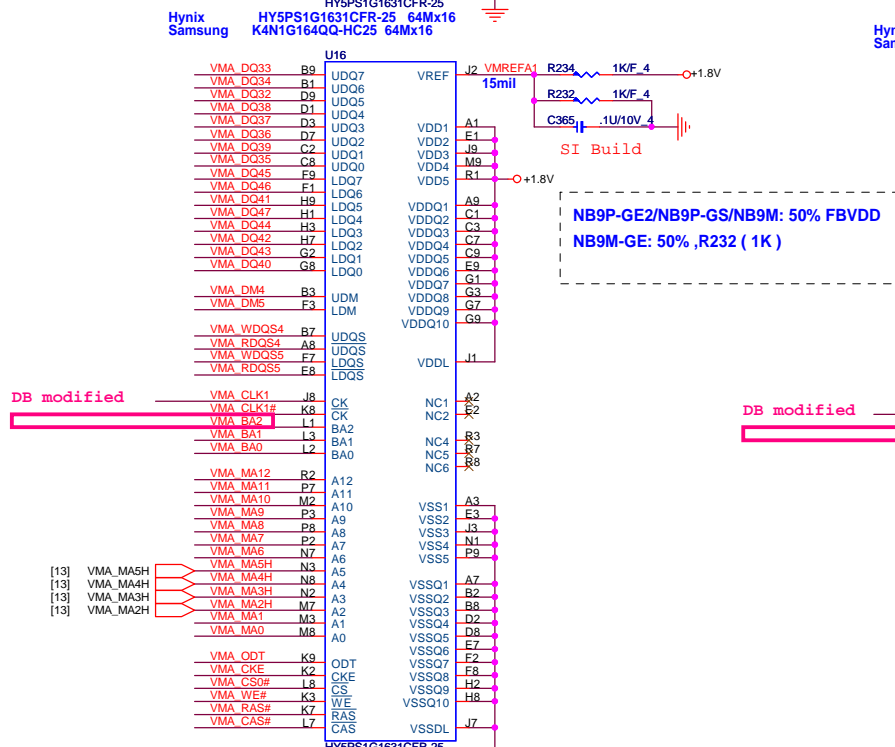 HY5PS1G1631CFR-25
Hynix HY5PS1G1631CFR-25 64Mx16
Samsung K4N1G164QQ-HC25 64Mx16
Hyn
Sam
U16
VMA_DQ33 B9 UDQ7
VMA_DQ34 B1 UDQ6
VMA_DQ32 D9 UDQ5
VMA_DQ38 D1 UDQ4
VMA_DQ37 D3 UDQ3
VMA_DQ36 D7 UDQ2
VMA_DQ39 C2 UDQ1
VMA_DQ35 C8 UDQ0
VMA_DQ45 F9 LDQ7
VMA_DQ46 F1 LDQ6
VMA_DQ41 H9 LDQ5
VMA_DQ47 H1 LDQ4
VMA_DQ44 H3 LDQ3
VMA_DQ42 H7 LDQ2
VMA_DQ43 G2 LDQ1
VMA_DQ40 G8 LDQ0
VMA_DM4 B3 UDM
VMA_DM5 F3 LDM
VMA_WDQS4 B7 UDQS
VMA_RDQS4 A8 UDQS
VMA_WDQS5 F7 LDQS
VMA_RDQS5 E8 LDQS
DB modified
VMA_CLK1 J8 CK
VMA_CLK1# K8 CK
VMA_BA2 L1 BA2
VMA_BA1 L3 BA1
VMA_BA0 L2 BA0
VMA_MA12 R2 A12
VMA_MA11 P7 A11
VMA_MA10 M2 A10
VMA_MA9 P3 A9
VMA_MA8 P8 A8
VMA_MA7 P2 A7
VMA_MA6 N7 A6
[13] VMA_MA5H VMA_MA5H N3 A5
[13] VMA_MA4H VMA_MA4H N8 A4
[13] VMA_MA3H VMA_MA3H N2 A3
[13] VMA_MA2H VMA_MA2H M7 A2
VMA_MA1 M3 A1
VMA_MA0 M8 A0
VMA_ODT K9 ODT
VMA_CKE K2 CKE
VMA_CS0# L8 CS
VMA_WE# K3 WE
VMA_RAS# K7 RAS
VMA_CAS# L7 CAS
VREF J2 VMREFA1 R234 1K/F_4 +1.8V
15mil R232 1K/F_4
C365 .1U/10V_4
SI Build
VDD1 A1
VDD2 E1
VDD3 J9
VDD4 M9
VDD5 R1 +1.8V
VDDQ1 A9
VDDQ2 C1
VDDQ3 C3
VDDQ4 C7
VDDQ5 C9
VDDQ6 E9
VDDQ7 G1
VDDQ8 G3
VDDQ9 G7
VDDQ10 G9
VDDL J1
NC1 A2
NC2 E2
NC4 R3
NC5 R7
NC6 R8
VSS1 A3
VSS2 E3
VSS3 J3
VSS4 N1
VSS5 P9
VSSQ1 A7
VSSQ2 B2
VSSQ3 B8
VSSQ4 D2
VSSQ5 D8
VSSQ6 E7
VSSQ7 F2
VSSQ8 F8
VSSQ9 H2
VSSQ10 H8
VSSDL J7
NB9P-GE2/NB9P-GS/NB9M: 50% FBVDD
NB9M-GE: 50% ,R232 ( 1K )
DB modified
HY5PS1G1631CFR-25